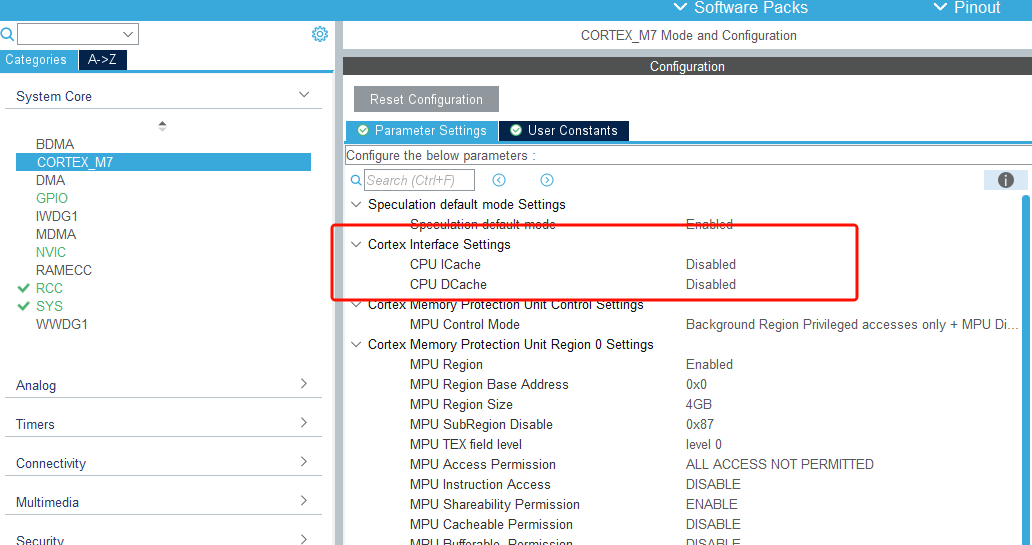 Software Packs
Pinout
CORTEX_M7 Mode and Configuration
Categories
A->Z
Configuration
System Core
Reset Configuration
Parameter Settings
User Constants
BDMA
CORTEX_M7
DMA
GPIO
IWDG1
MDMA
NVIC
RAMECC
RCC
SYS
WWDG1
Analog
Timers
Connectivity
Multimedia
Security
Configure the below parameters :
Search (Ctrl+F)
Speculation default mode Settings
Speculation default mode Enabled
Cortex Interface Settings
CPU ICache Disabled
CPU DCache Disabled
Cortex Memory Protection Unit Control Settings
MPU Control Mode Background Region Privileged accesses only + MPU Di...
Cortex Memory Protection Unit Region 0 Settings
MPU Region Enabled
MPU Region Base Address 0x0
MPU Region Size 4GB
MPU SubRegion Disable 0x87
MPU TEX field level level 0
MPU Access Permission ALL ACCESS NOT PERMITTED
MPU Instruction Access DISABLE
MPU Shareability Permission ENABLE
MPU Cacheable Permission DISABLE
MPU Bufferable Permission DISABLE